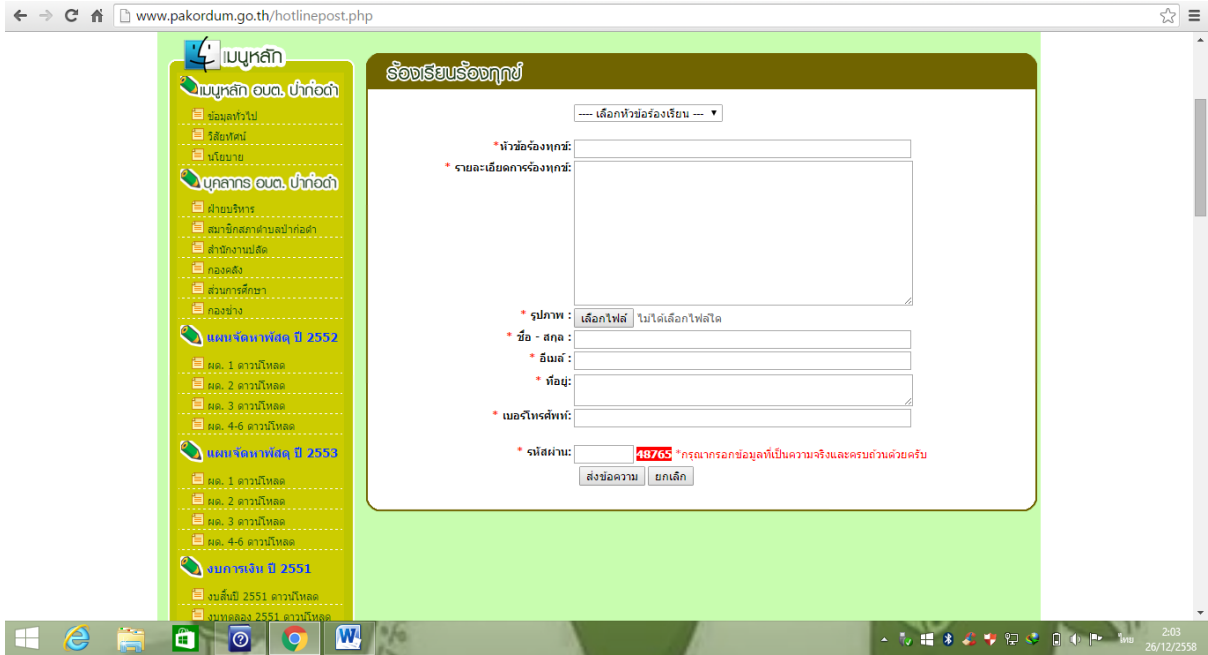 www.pakordum.go.th/hotlinepost.php
เมนูหลัก
เมนูหลัก อบต. ป่าก่อดำ
ข้อมูลทั่วไป
วิสัยทัศน์
นโยบาย
บุคลากร อบต. ป่าก่อดำ
ฝ่ายบริหาร
สมาชิกสภาตำบลป่าก่อดำ
สำนักงานปลัด
กองคลัง
ส่วนการศึกษา
กองช่าง
แผนจัดหาพัสดุ ปี 2552
ผด. 1 ดาวน์โหลด
ผด. 2 ดาวน์โหลด
ผด. 3 ดาวน์โหลด
ผด. 4-6 ดาวน์โหลด
แผนจัดหาพัสดุ ปี 2553
ผด. 1 ดาวน์โหลด
ผด. 2 ดาวน์โหลด
ผด. 3 ดาวน์โหลด
ผด. 4-6 ดาวน์โหลด
งบการเงิน ปี 2551
งบสิ้นปี 2551 ดาวน์โหลด
งบทดลอง 2551 ดาวน์โหลด
ร้องเรียนร้องทุกข์
---- เลือกหัวข้อร้องเรียน ---
*หัวข้อร้องทุกข์:
* รายละเอียดการร้องทุกข์:
* รูปภาพ : เลือกไฟล์ ไม่ได้เลือกไฟล์ใด
* ชื่อ - สกุล :
* อีเมล์ :
* ที่อยู่:
* เบอร์โทรศัพท์:
* รหัสผ่าน: 48765 *กรุณากรอกข้อมูลที่เป็นความจริงและครบถ้วนด้วยครับ
ส่งข้อความ ยกเลิก
ไทย
2:03
26/12/2558